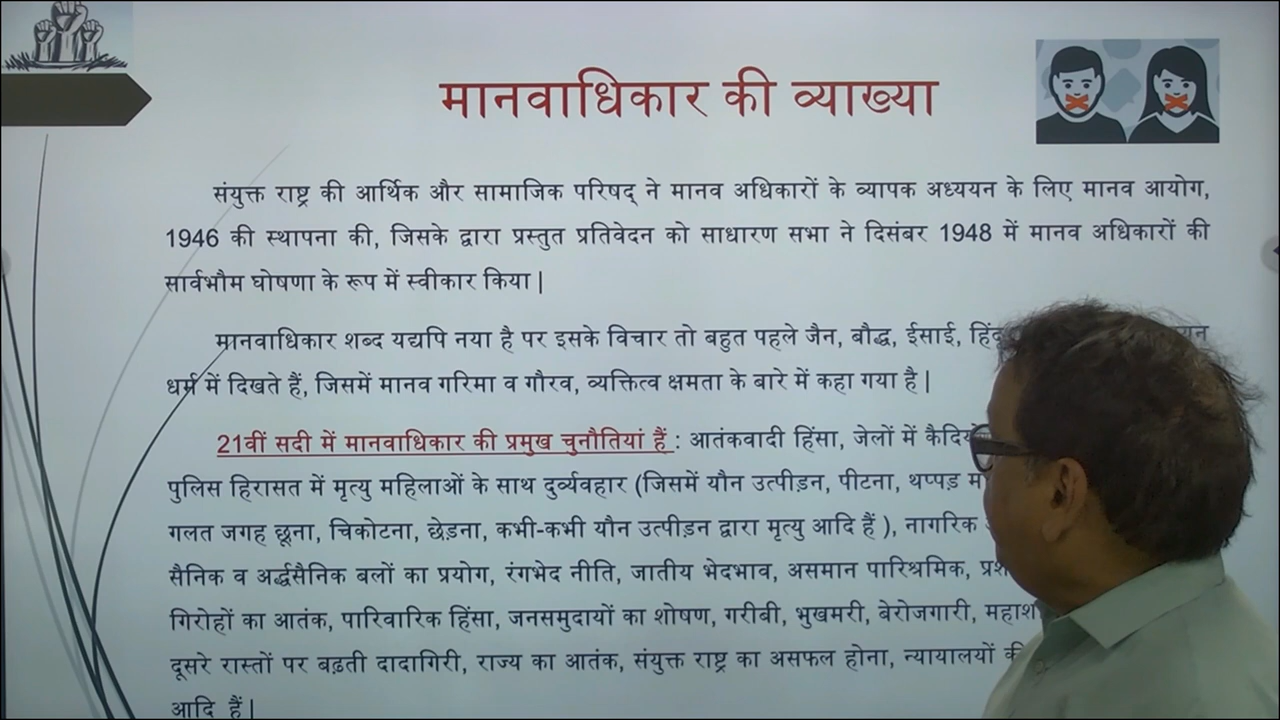 मानवाधिकार की व्याख्या
संयुक्त राष्ट्र की आर्थिक और सामाजिक परिषद् ने मानव अधिकारों के व्यापक अध्ययन के लिए मानव आयोग,
1946 की स्थापना की, जिसके द्वारा प्रस्तुत प्रतिवेदन को साधारण सभा ने दिसंबर 1948 में मानव अधिकारों की
सार्वभौम घोषणा के रूप में स्वीकार किया |
मानवाधिकार शब्द यद्यपि नया है पर इसके विचार तो बहुत पहले जैन, बौद्ध, ईसाई,
धर्म में दिखते हैं, जिसमें मानव गरिमा व गौरव, व्यक्तित्व क्षमता के बारे में कहा गया है |
21वीं सदी में मानवाधिकार की प्रमुख चुनौतियां हैं : आतंकवादी हिंसा, जेलों में
पुलिस हिरासत में मृत्यु महिलाओं के साथ दुर्व्यवहार (जिसमें यौन उत्पीड़न, पीटना, थप्पड़
गलत जगह छूना, चिकोटना, छेड़ना, कभी-कभी यौन उत्पीड़न द्वारा मृत्यु आदि हैं ), नागरिक
सैनिक व अर्द्धसैनिक बलों का प्रयोग, रंगभेद नीति, जातीय भेदभाव, असमान पारिश्रमिक,
गिरोहों का आतंक, पारिवारिक हिंसा, जनसमुदायों का शोषण, गरीबी, भुखमरी, बेरोजगारी,
दूसरे रास्तों पर बढ़ती दादागिरी, राज्य का आतंक, संयुक्त राष्ट्र का असफल होना, न्यायालयों
आदि हैं |